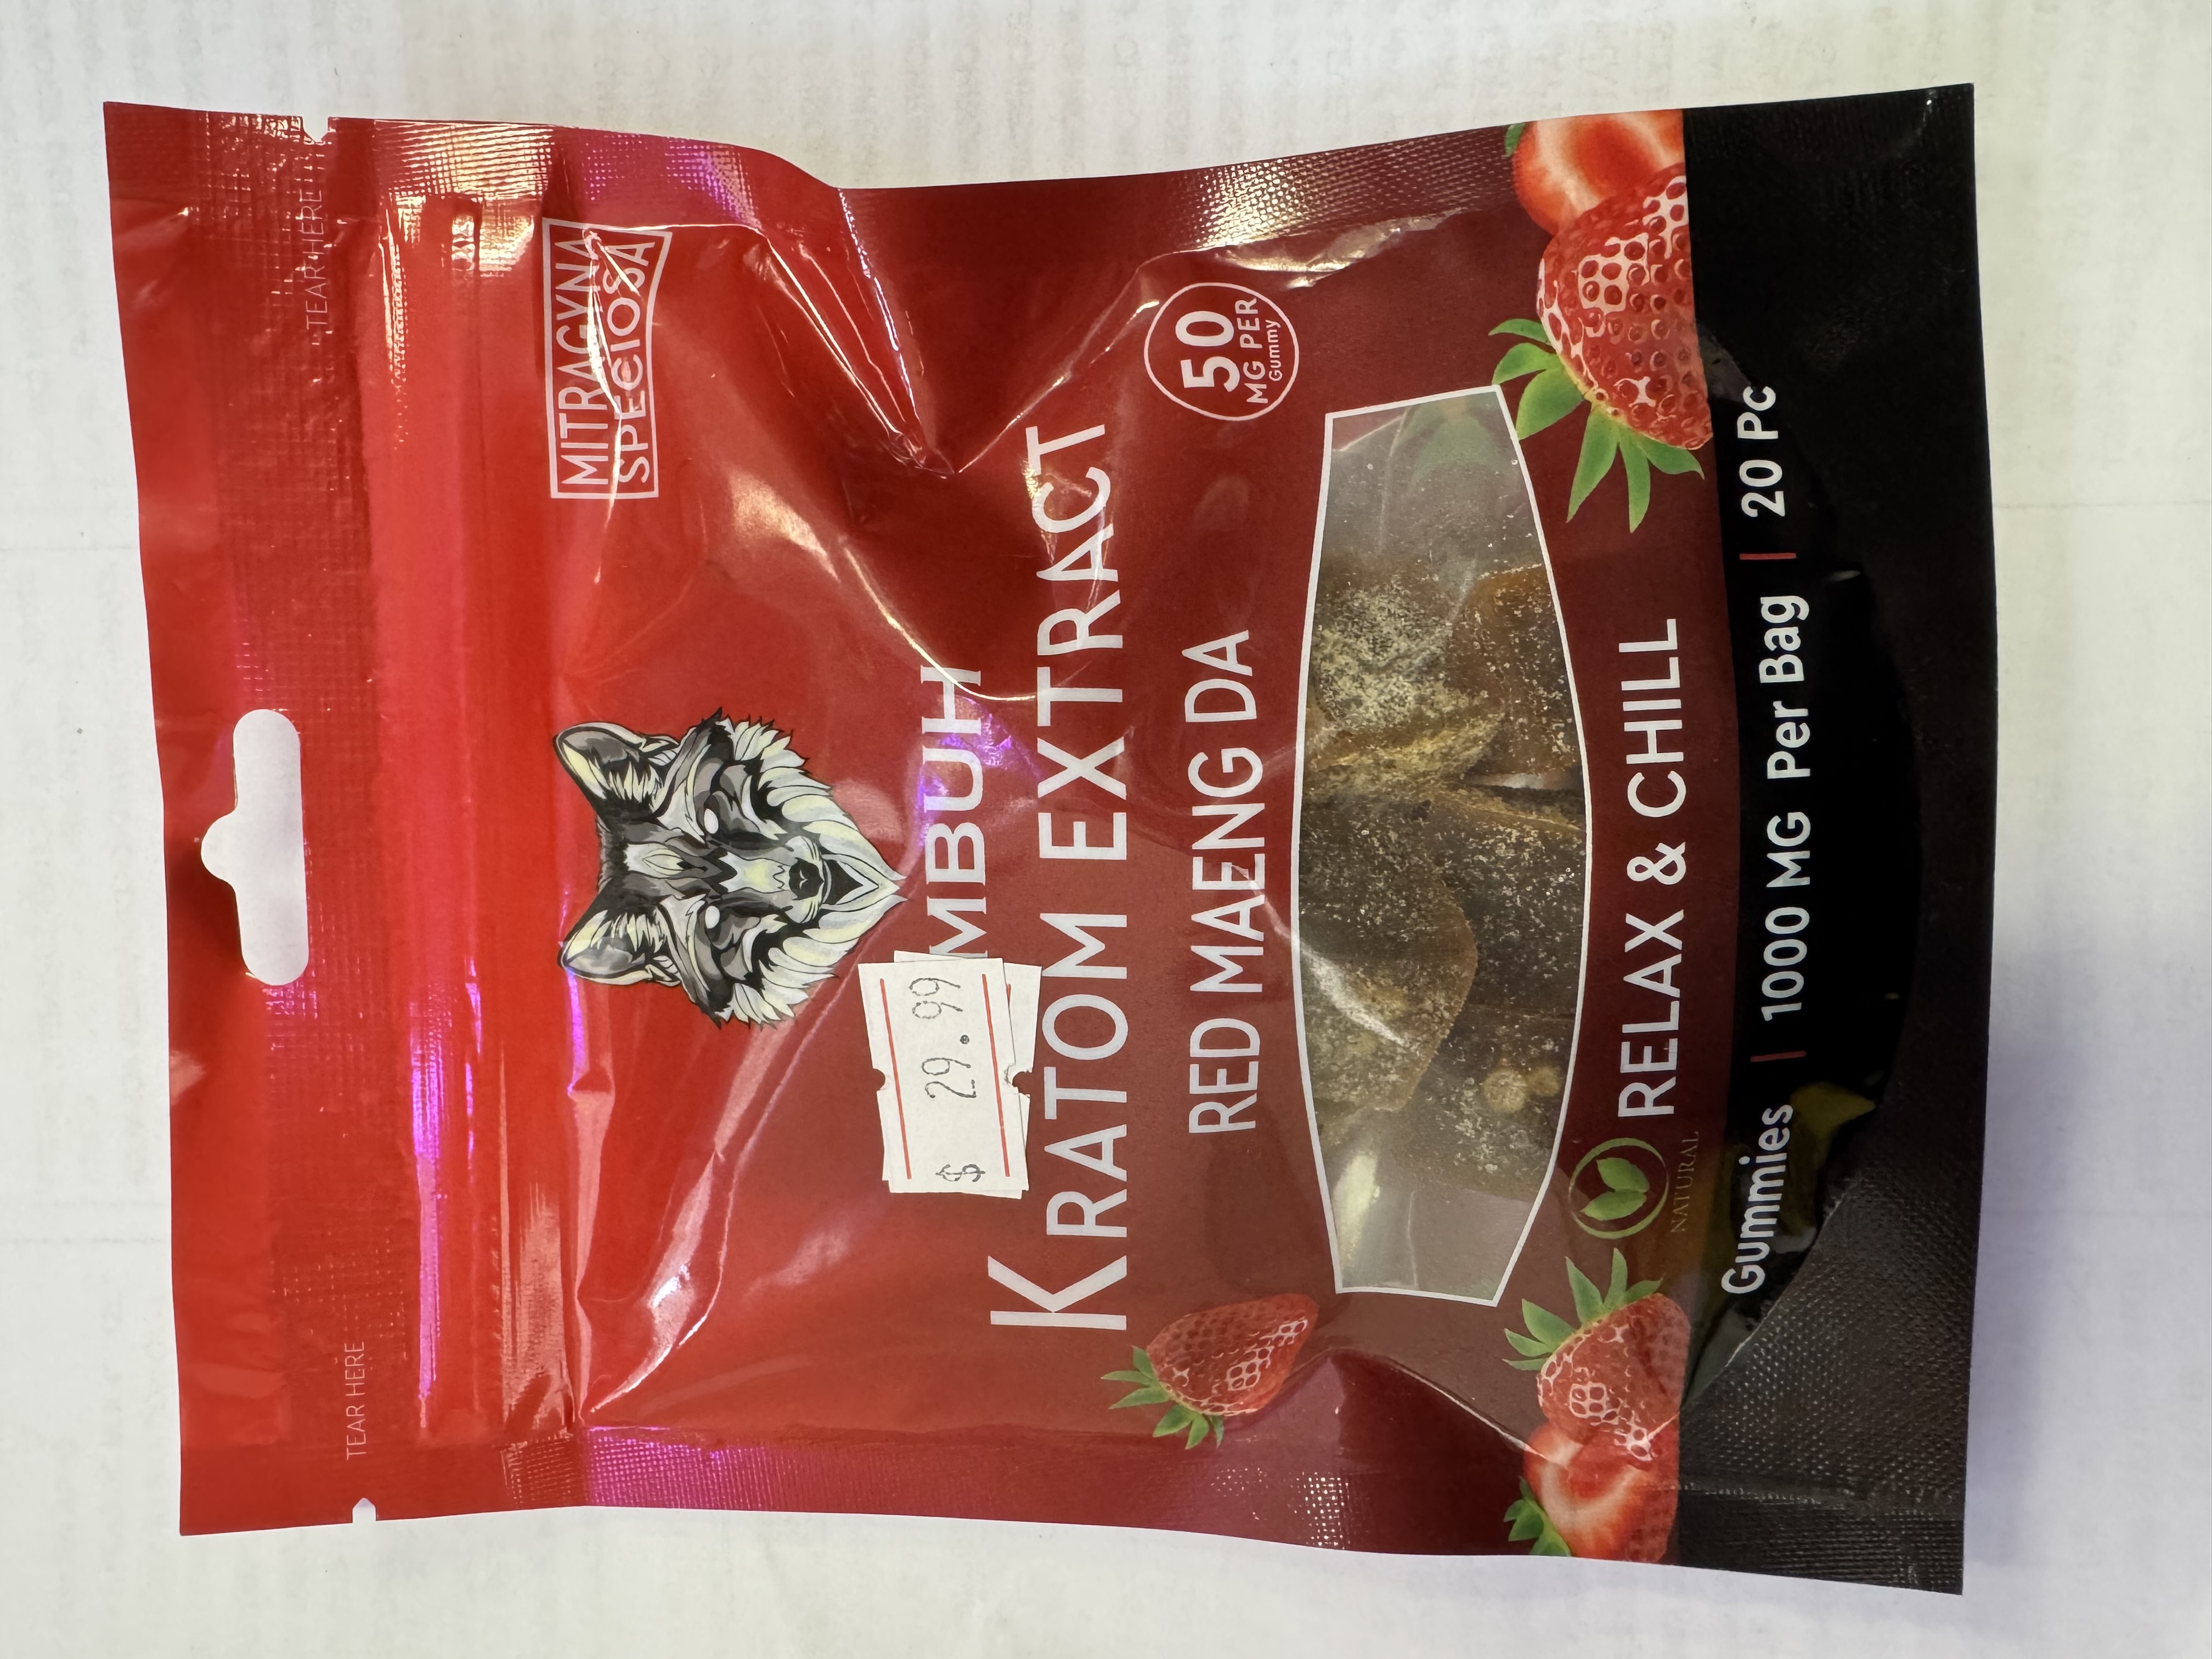 TEAR HERE
TEAR HERE
MITRAGYNA
SPECIOSA
MBUH
$ 29.99
KRATOM EXTRACT
RED MAENG DA
50
MG PER
Gummy
NATURAL
RELAX & CHILL
Gummies | 1000 MG Per Bag | 20 Pc